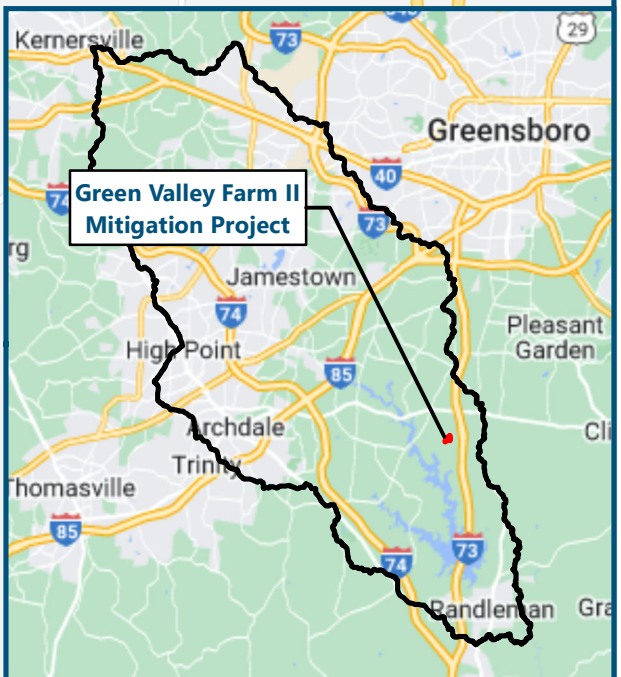 Kernersville
73
29
Greensboro
40
74
Green Valley Farm II
Mitigation Project
73
rg
Jamestown
74
Pleasant
Garden
High Point
85
Archdale
Cli
Trinity
Thomasville
85
73
74
Randleman
Gra